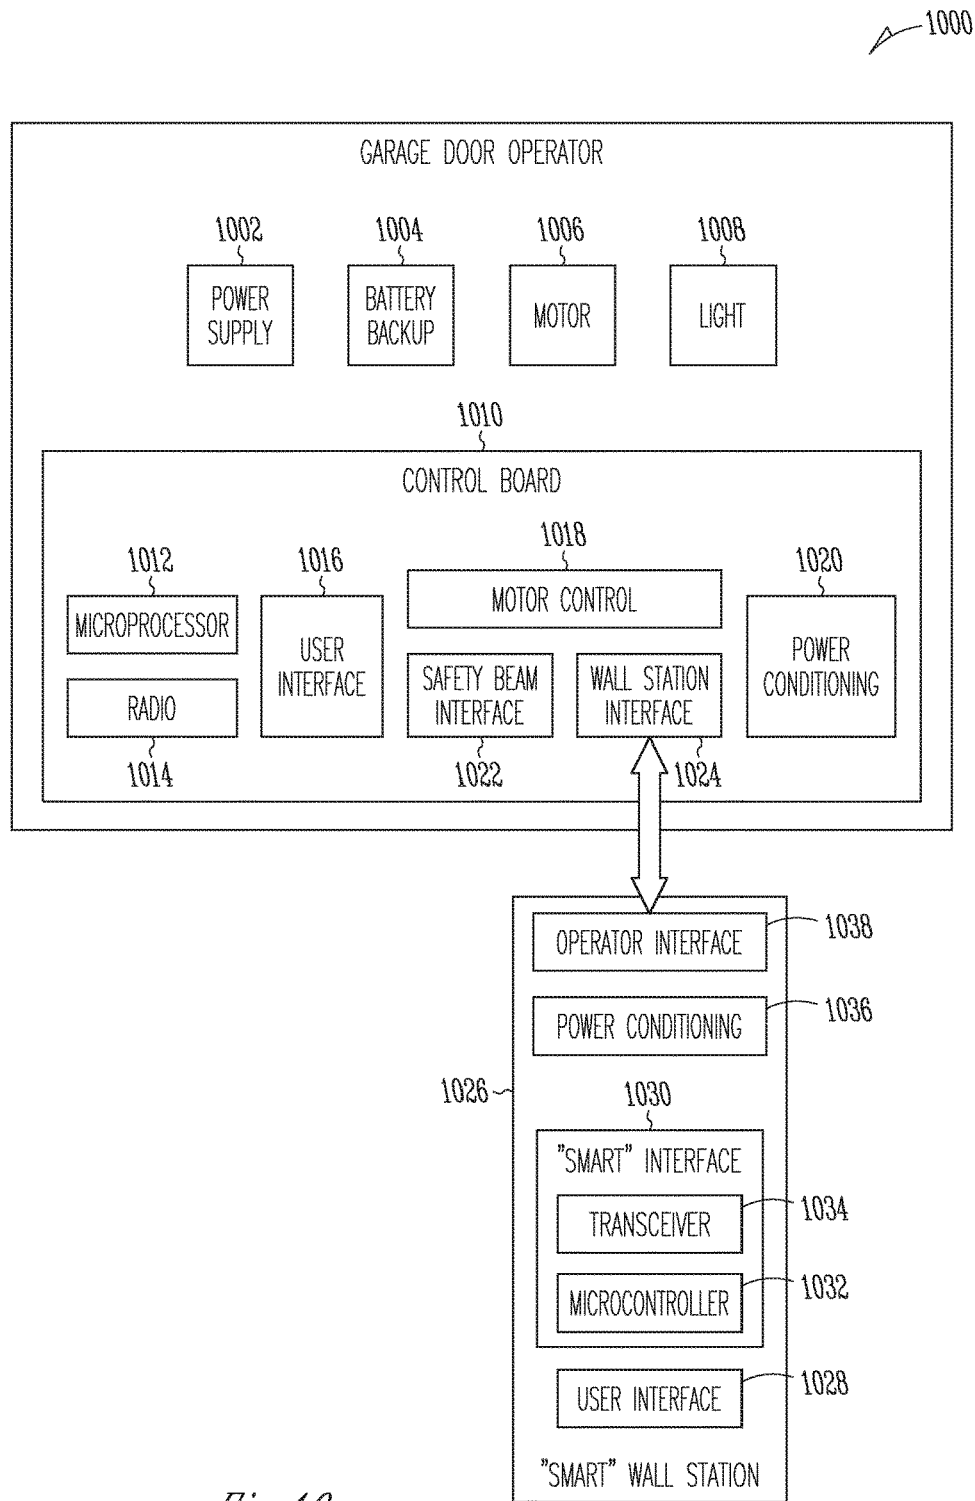 1000
GARAGE DOOR OPERATOR
1002
1004
1006
1008
POWER
SUPPLY
BATTERY
BACKUP
MOTOR
LIGHT
1010
CONTROL BOARD
1012
1016
1018
1020
MICROPROCESSOR
USER
INTERFACE
MOTOR CONTROL
POWER
CONDITIONING
RADIO
SAFETY BEAM
INTERFACE
WALL STATION
INTERFACE
1014
1022
1024
OPERATOR INTERFACE
1038
POWER CONDITIONING
1036
1026
1030
"SMART" INTERFACE
TRANSCEIVER
1034
MICROCONTROLLER
1032
USER INTERFACE
1028
"SMART" WALL STATION